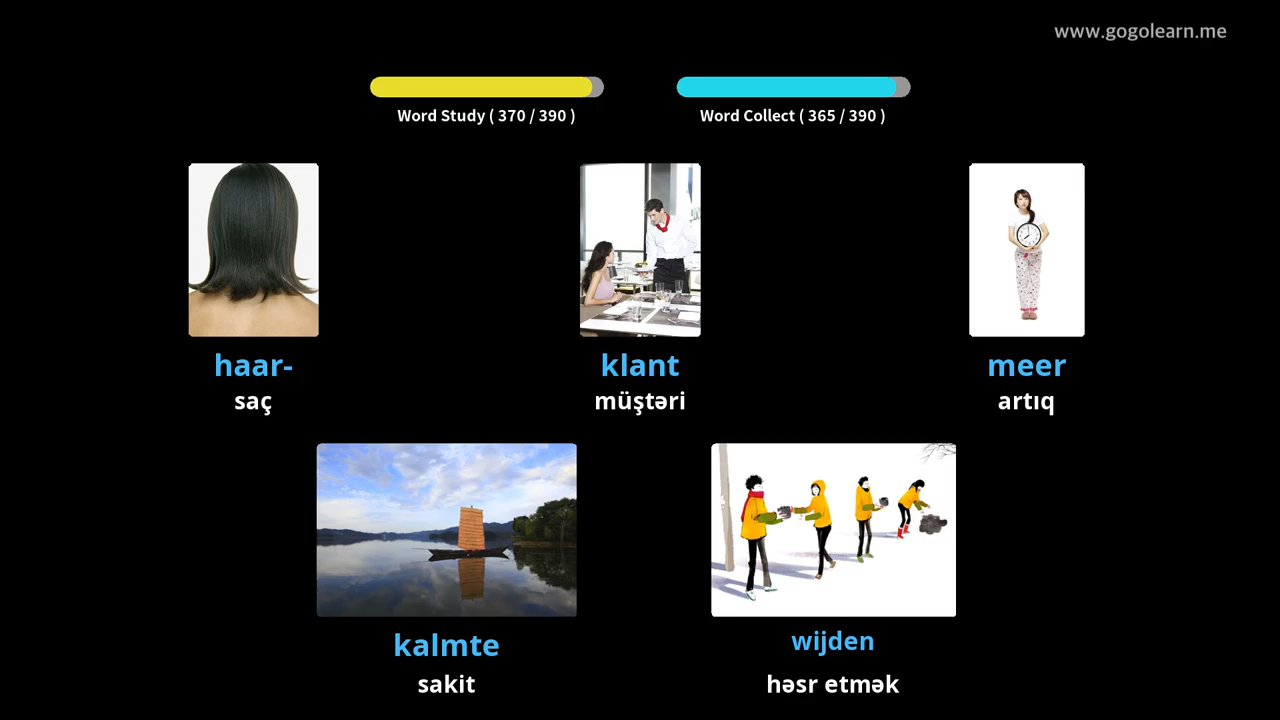 www.gogolearn.me
Word Study ( 370 / 390 )
Word Collect ( 365 / 390 )
haar-
saç
klant
müştəri
meer
artıq
kalmte
sakit
wijden
həsr etmək